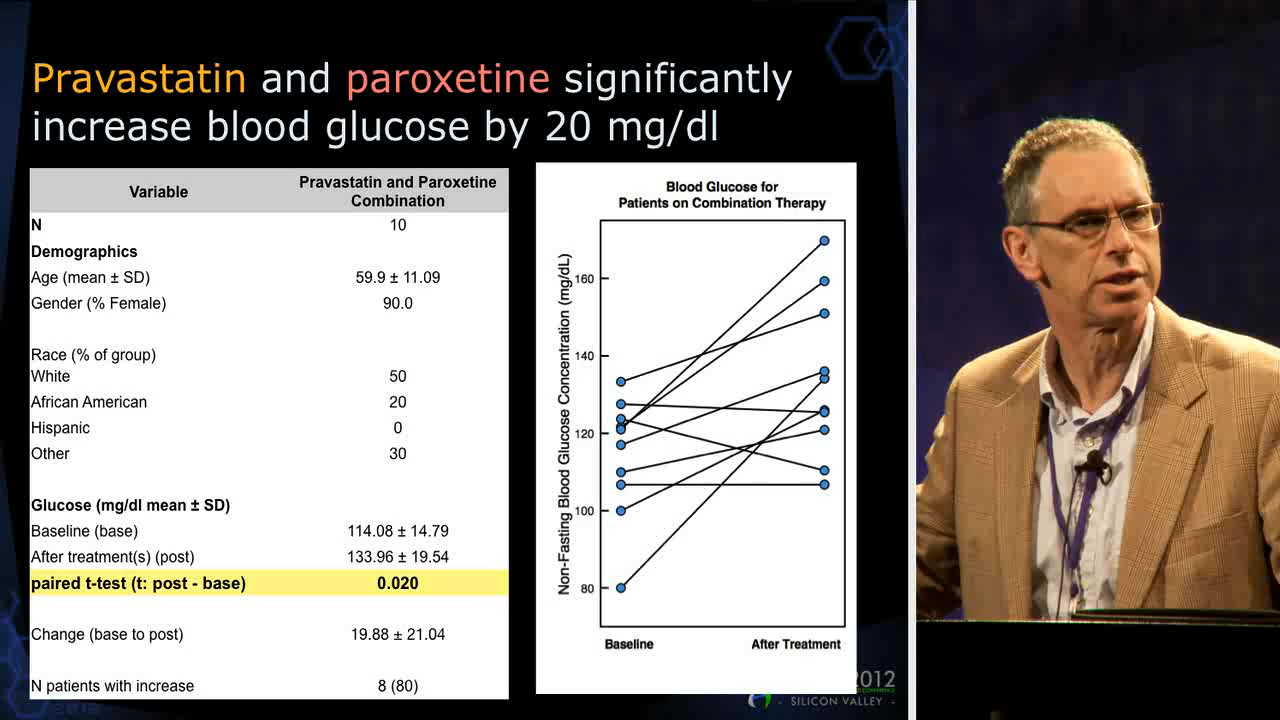 Pravastatin and paroxetine significantly
increase blood glucose by 20 mg/dl
Variable
Pravastatin and Paroxetine
Combination
N 10
Demographics
Age (mean ± SD) 59.9 ± 11.09
Gender (% Female) 90.0
Race (% of group)
White 50
African American 20
Hispanic 0
Other 30
Glucose (mg/dl mean ± SD)
Baseline (base) 114.08 ± 14.79
After treatment(s) (post) 133.96 ± 19.54
paired t-test (t: post - base) 0.020
Change (base to post) 19.88 ± 21.04
N patients with increase 8 (80)
Blood Glucose for
Patients on Combination Therapy
Non-Fasting Blood Glucose Concentration (mg/dL)
160
140
120
100
80
Baseline After Treatment
2012
- SILICON VALLEY -